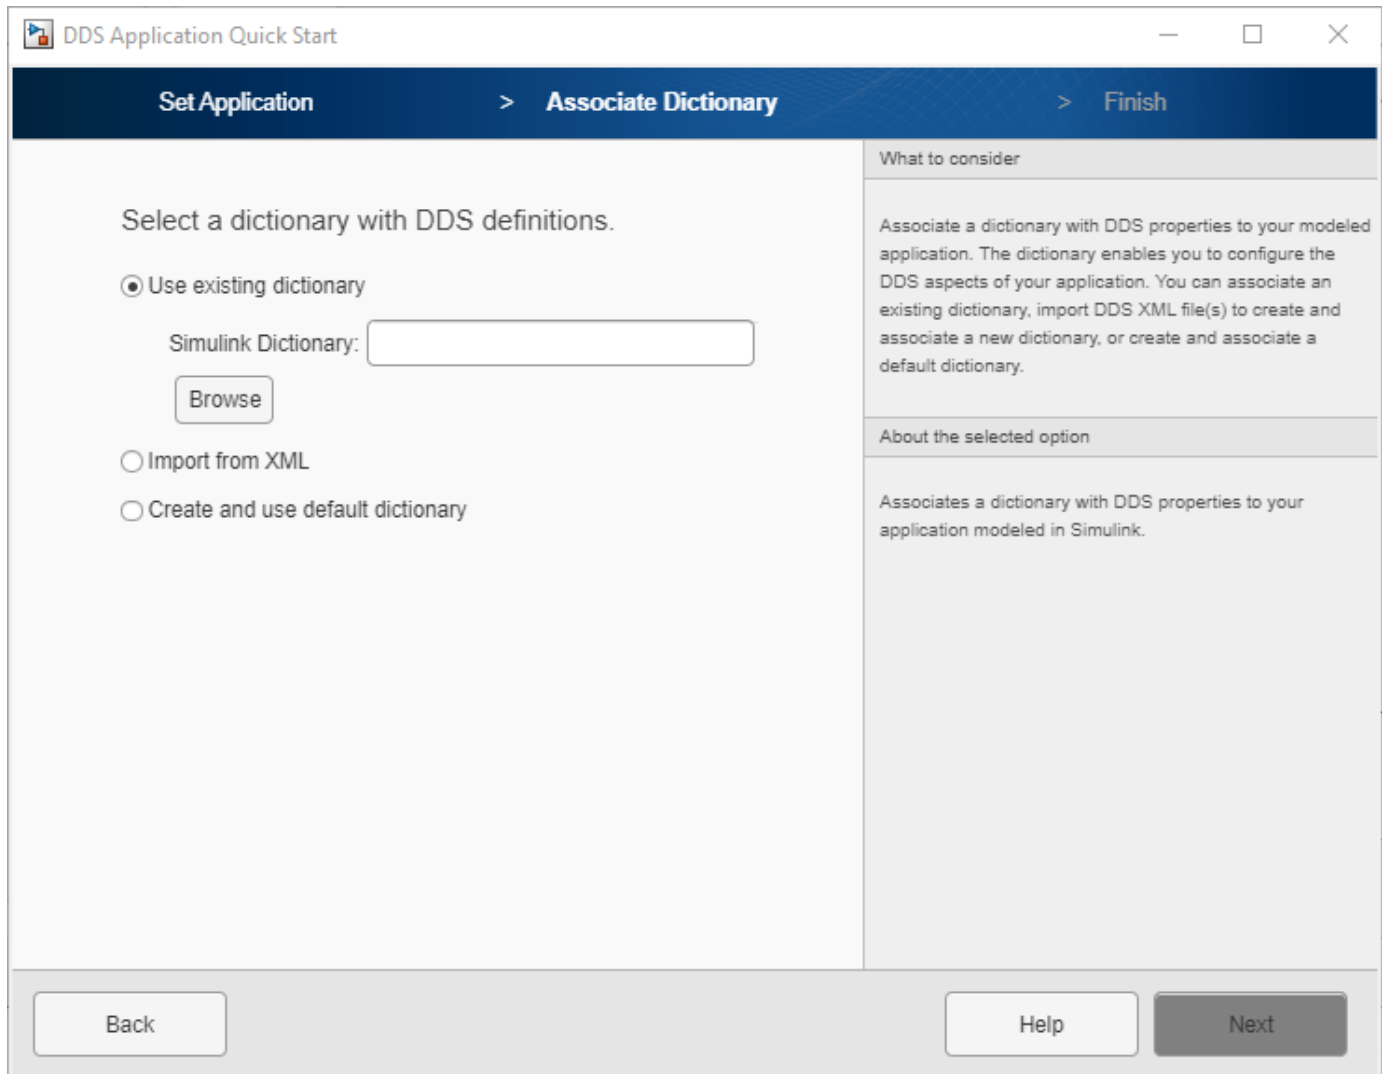 DDS Application Quick Start
Set Application > Associate Dictionary > Finish
Select a dictionary with DDS definitions.
Use existing dictionary
Simulink Dictionary:
Browse
Import from XML
Create and use default dictionary
What to consider
Associate a dictionary with DDS properties to your modeled
application. The dictionary enables you to configure the
DDS aspects of your application. You can associate an
existing dictionary, import DDS XML file(s) to create and
associate a new dictionary, or create and associate a
default dictionary.
About the selected option
Associates a dictionary with DDS properties to your
application modeled in Simulink.
Back
Help
Next